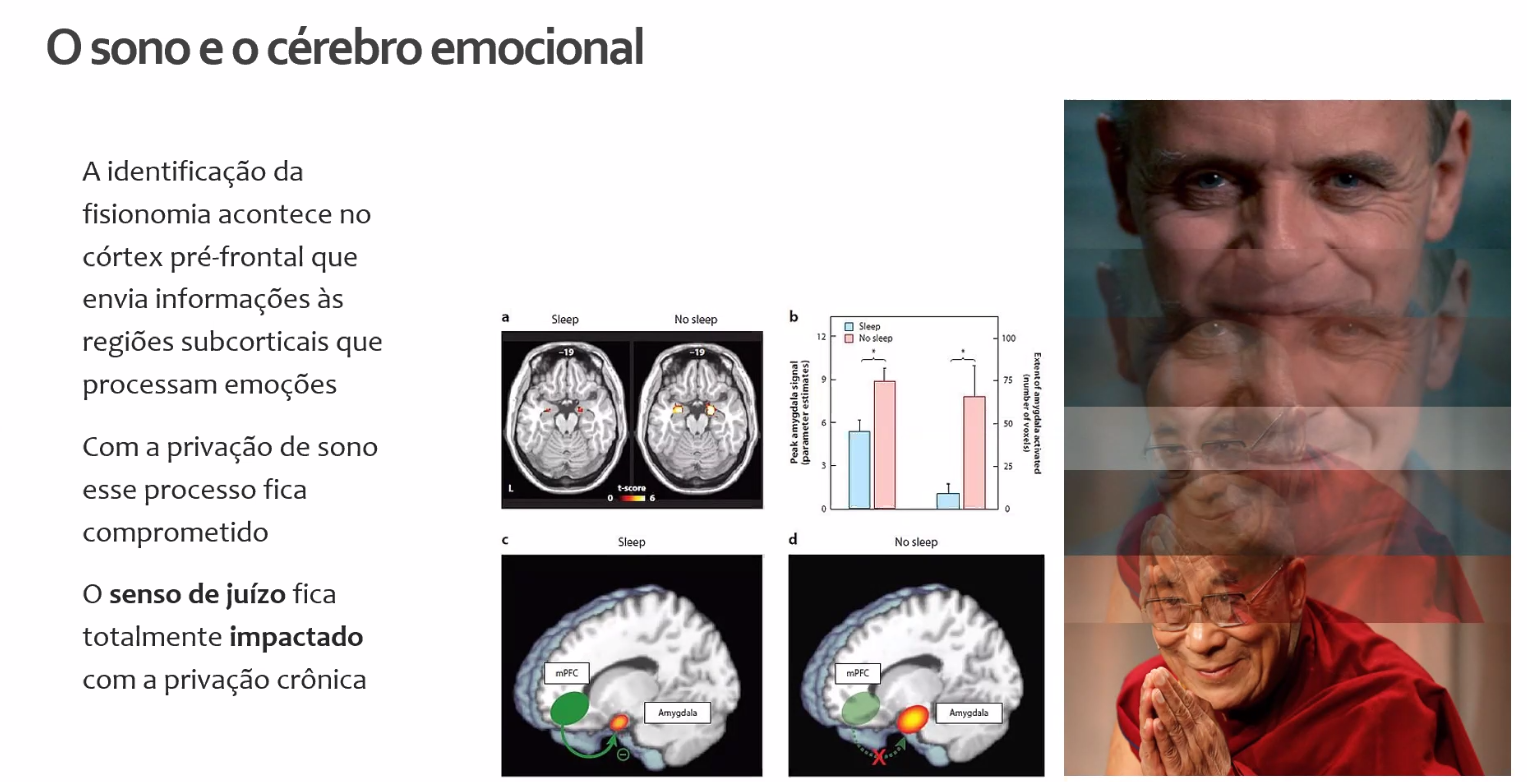 O sono e o cérebro emocional
A identificação da
fisionomia acontece no
córtex pré-frontal que
envia informações às
regiões subcorticais que
processam emoções
Com a privação de sono
esse processo fica
comprometido
O senso de juízo fica
totalmente impactado
com a privação crônica
a
Sleep
No sleep
-19
-19
L
t-score
0
6
b
Sleep
No sleep
Peak amygdala signal
(parameter estimates)
12
9
6
3
0
*
*
100
75
50
25
0
Extent of amygdala activated
(number of voxels)
c
Sleep
mPFC
Amygdala
d
No sleep
mPFC
Amygdala